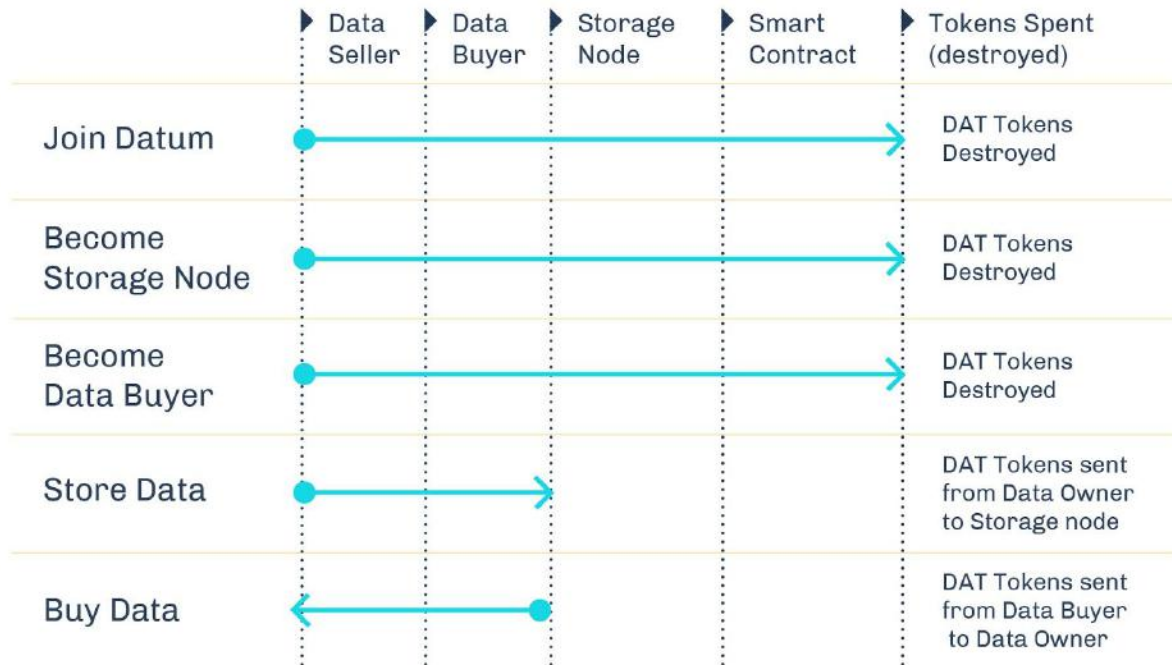 Data
Seller
Data
Buyer
Storage
Node
Smart
Contract
Tokens Spent
(destroyed)
Join Datum
DAT Tokens
Destroyed
Become
Storage Node
DAT Tokens
Destroyed
Become
Data Buyer
DAT Tokens
Destroyed
Store Data
DAT Tokens sent
from Data Owner
to Storage node
Buy Data
DAT Tokens sent
from Data Buyer
to Data Owner